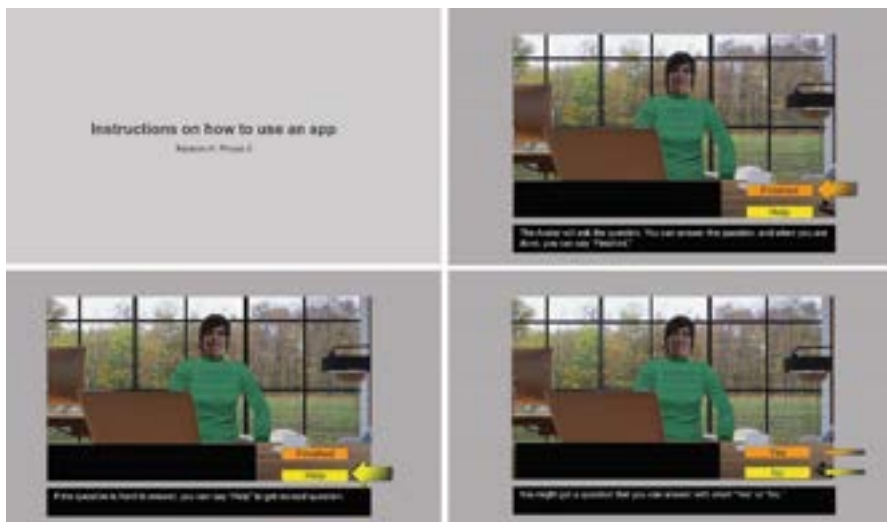 Instructions on how to use an app
Finished
Help
The Avatar will ask the question. You can answer the question, and when you are
done, you can say "Finished."
Finished
Help
If the question is hard to answer, you can say "Help" to get
question.
Yes
No
You might get a question that you can answer with short "Yes" or "No."